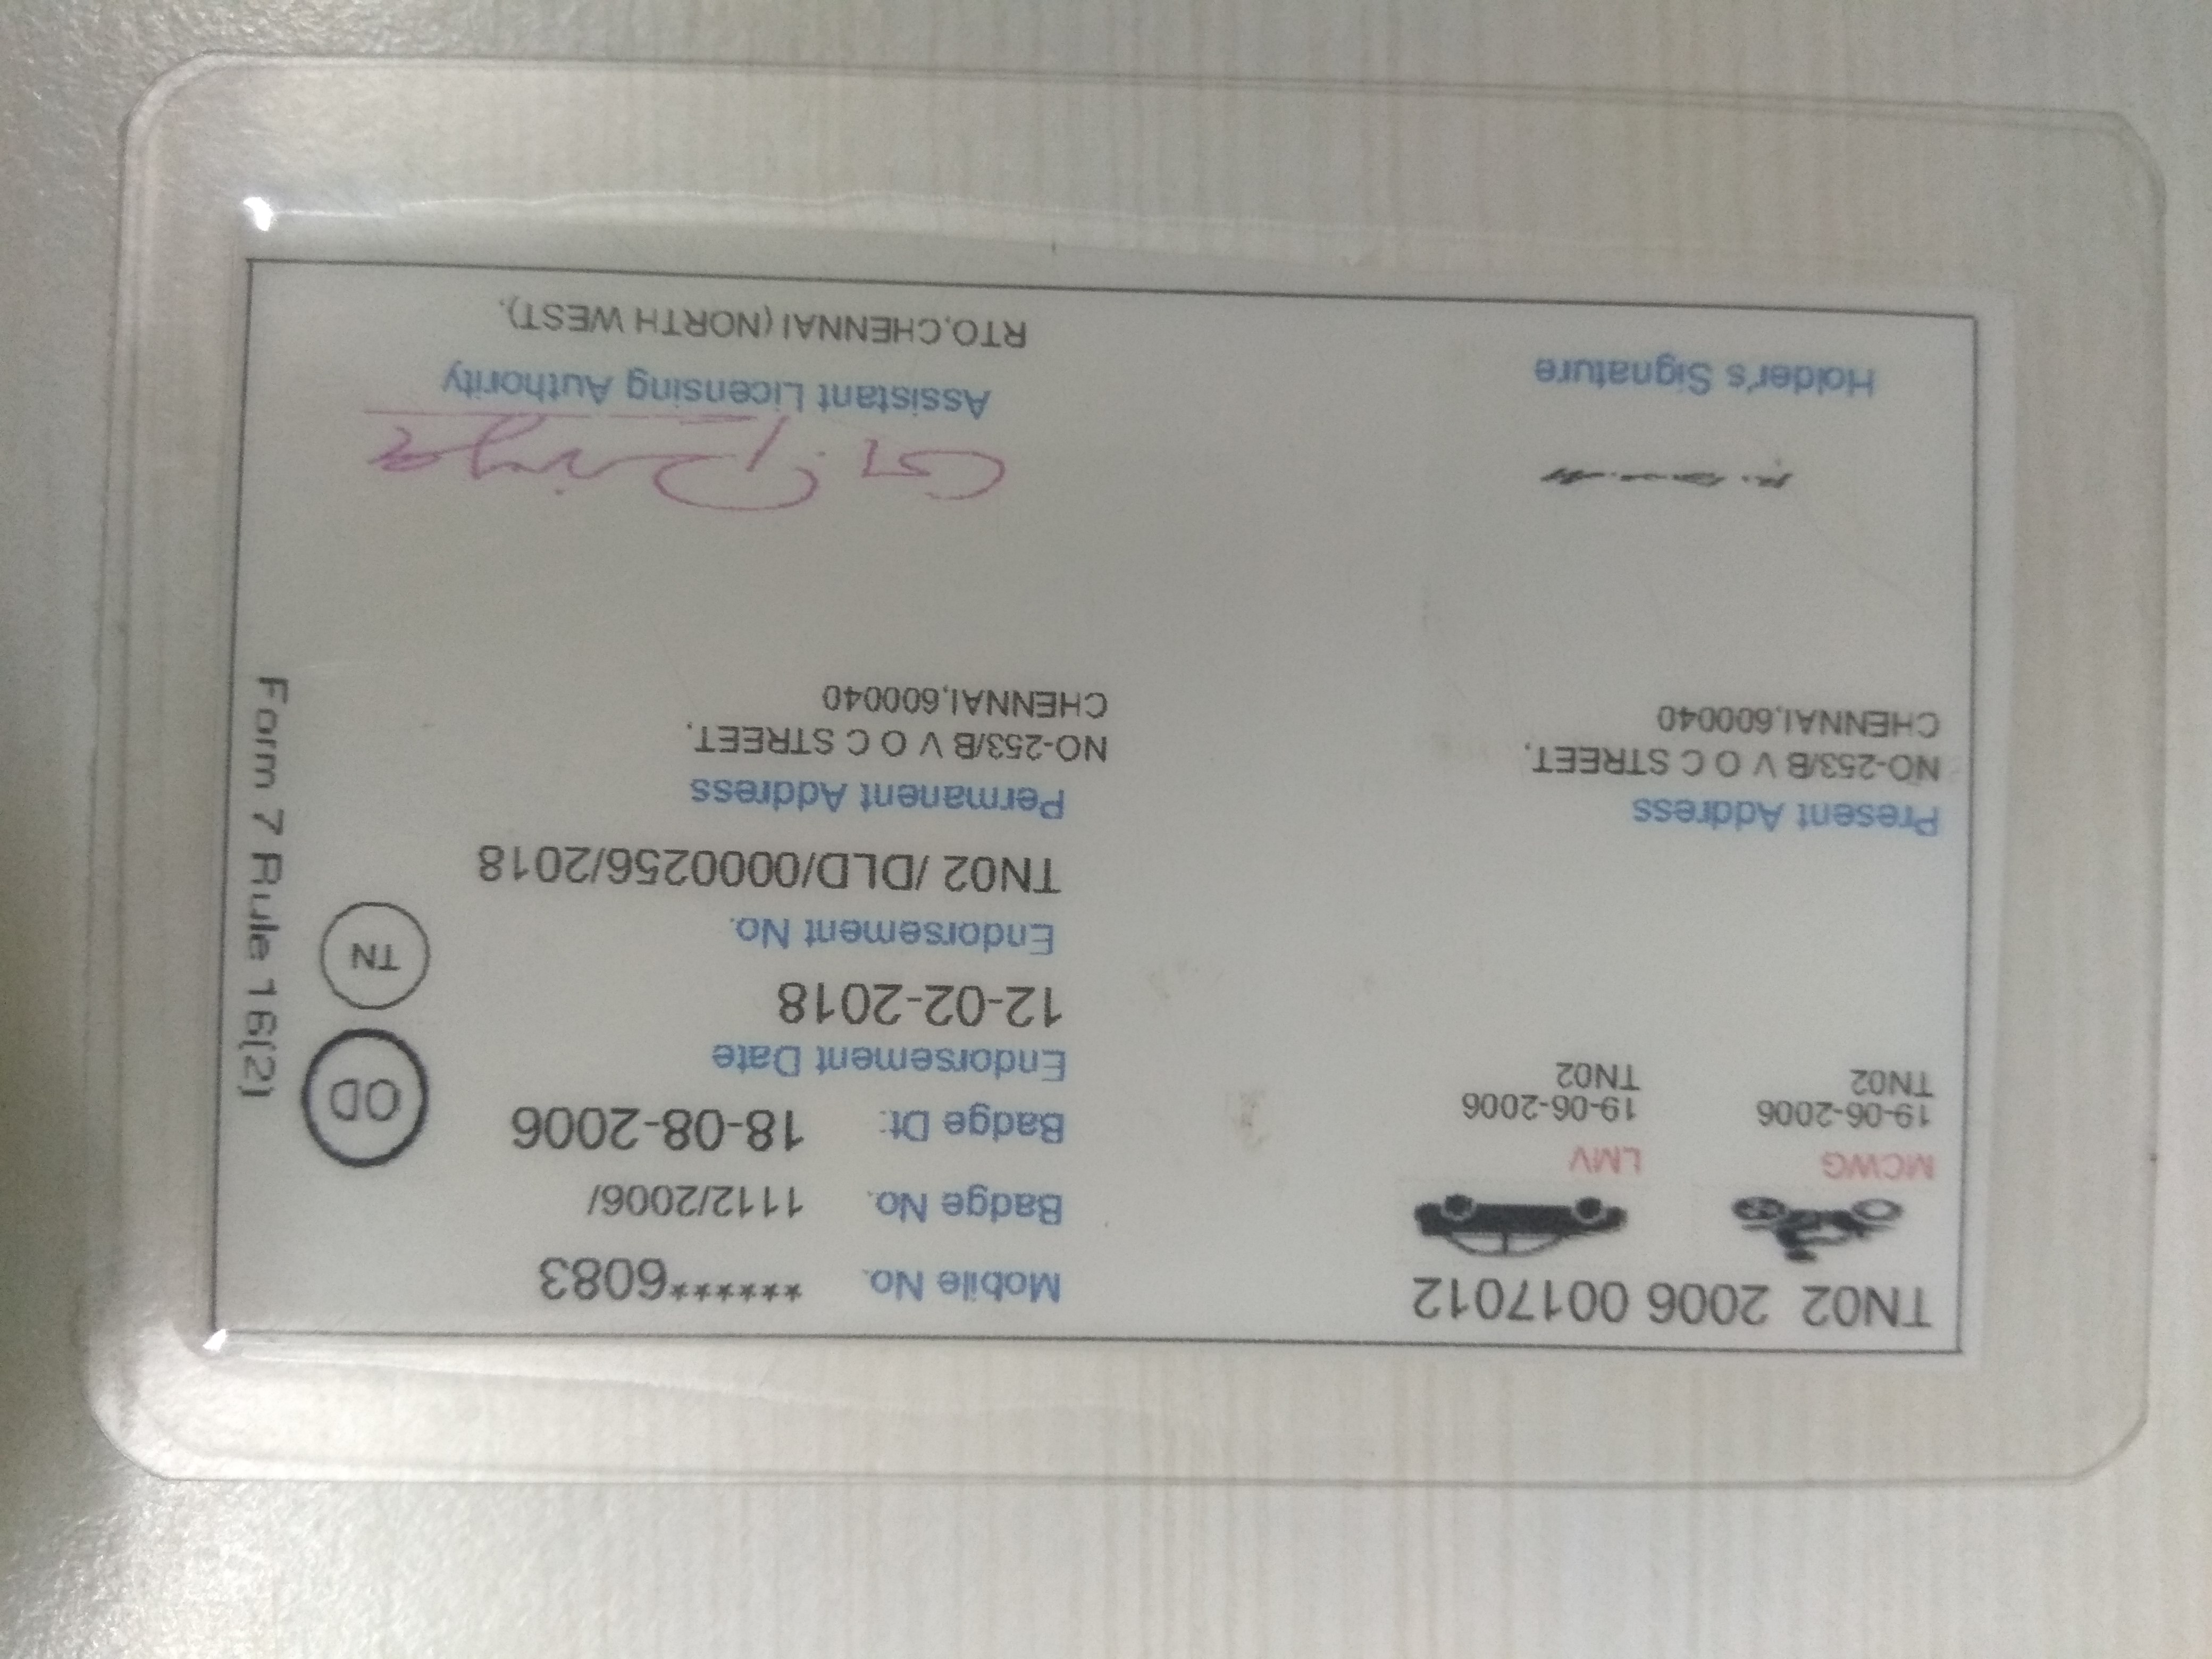 TN02 2006 0017012
MCWG
19-06-2006
TN02
LMV
19-06-2006
TN02
Present Address
NO-253/B V O C STREET,
CHENNAI,600040
Holder's Signature
Mobile No. ******6083
Badge No. 1112/2006/
Badge Dt: 18-08-2006
Endorsement Date
12-02-2018
Endorsement No.
TN02 /DLD/0000256/2018
Permanent Address
NO-253/B V O C STREET,
CHENNAI,600040
Assistant Licensing Authority
RTO,CHENNAI (NORTH WEST),
OD
TN
Form 7 Rule 16(2)